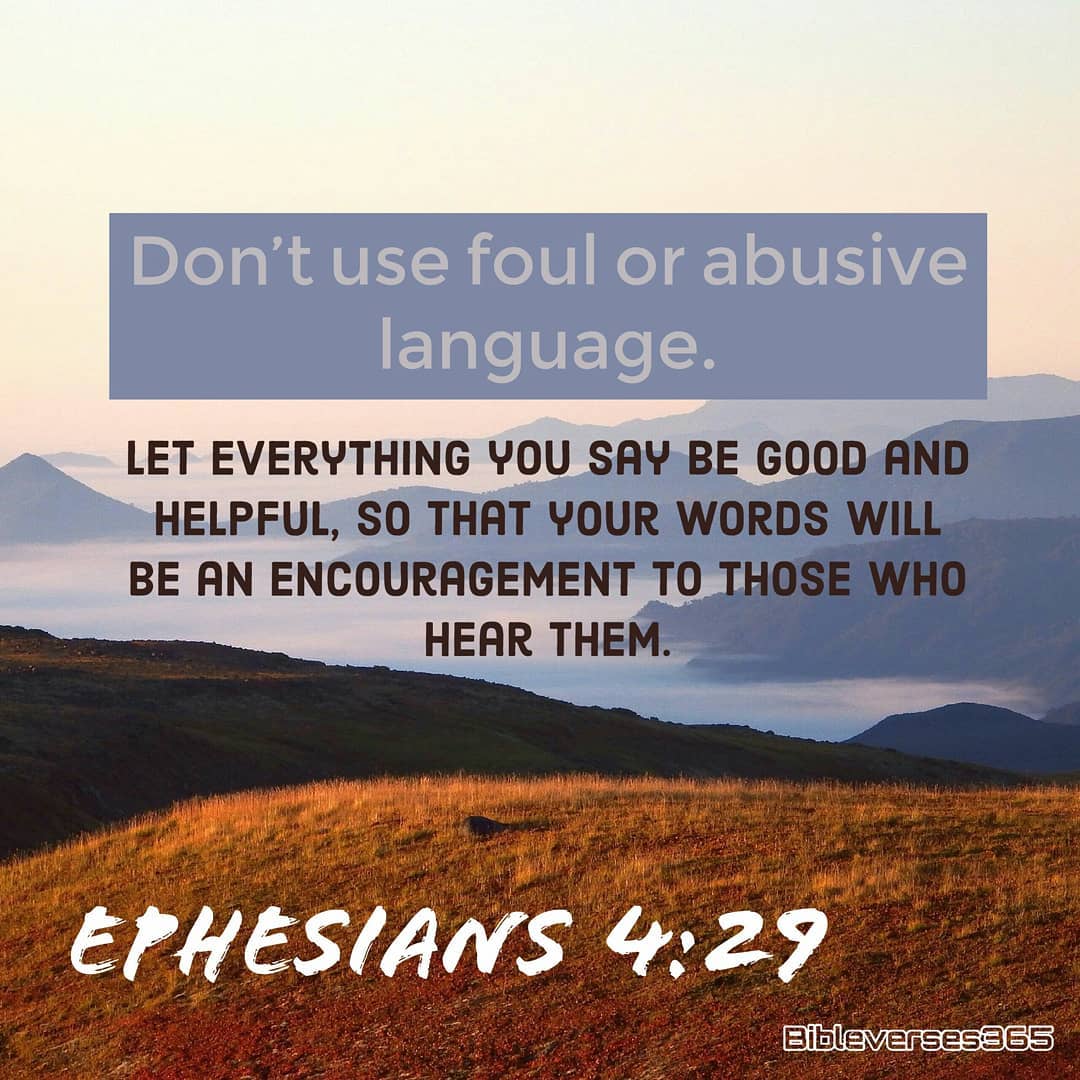 Don’t use foul or abusive
language.
LET EVERYTHING YOU SAY BE GOOD AND
HELPFUL, SO THAT YOUR WORDS WILL
BE AN ENCOURAGEMENT TO THOSE WHO
HEAR THEM.
EPHESIANS 4:29
Bibleverses365